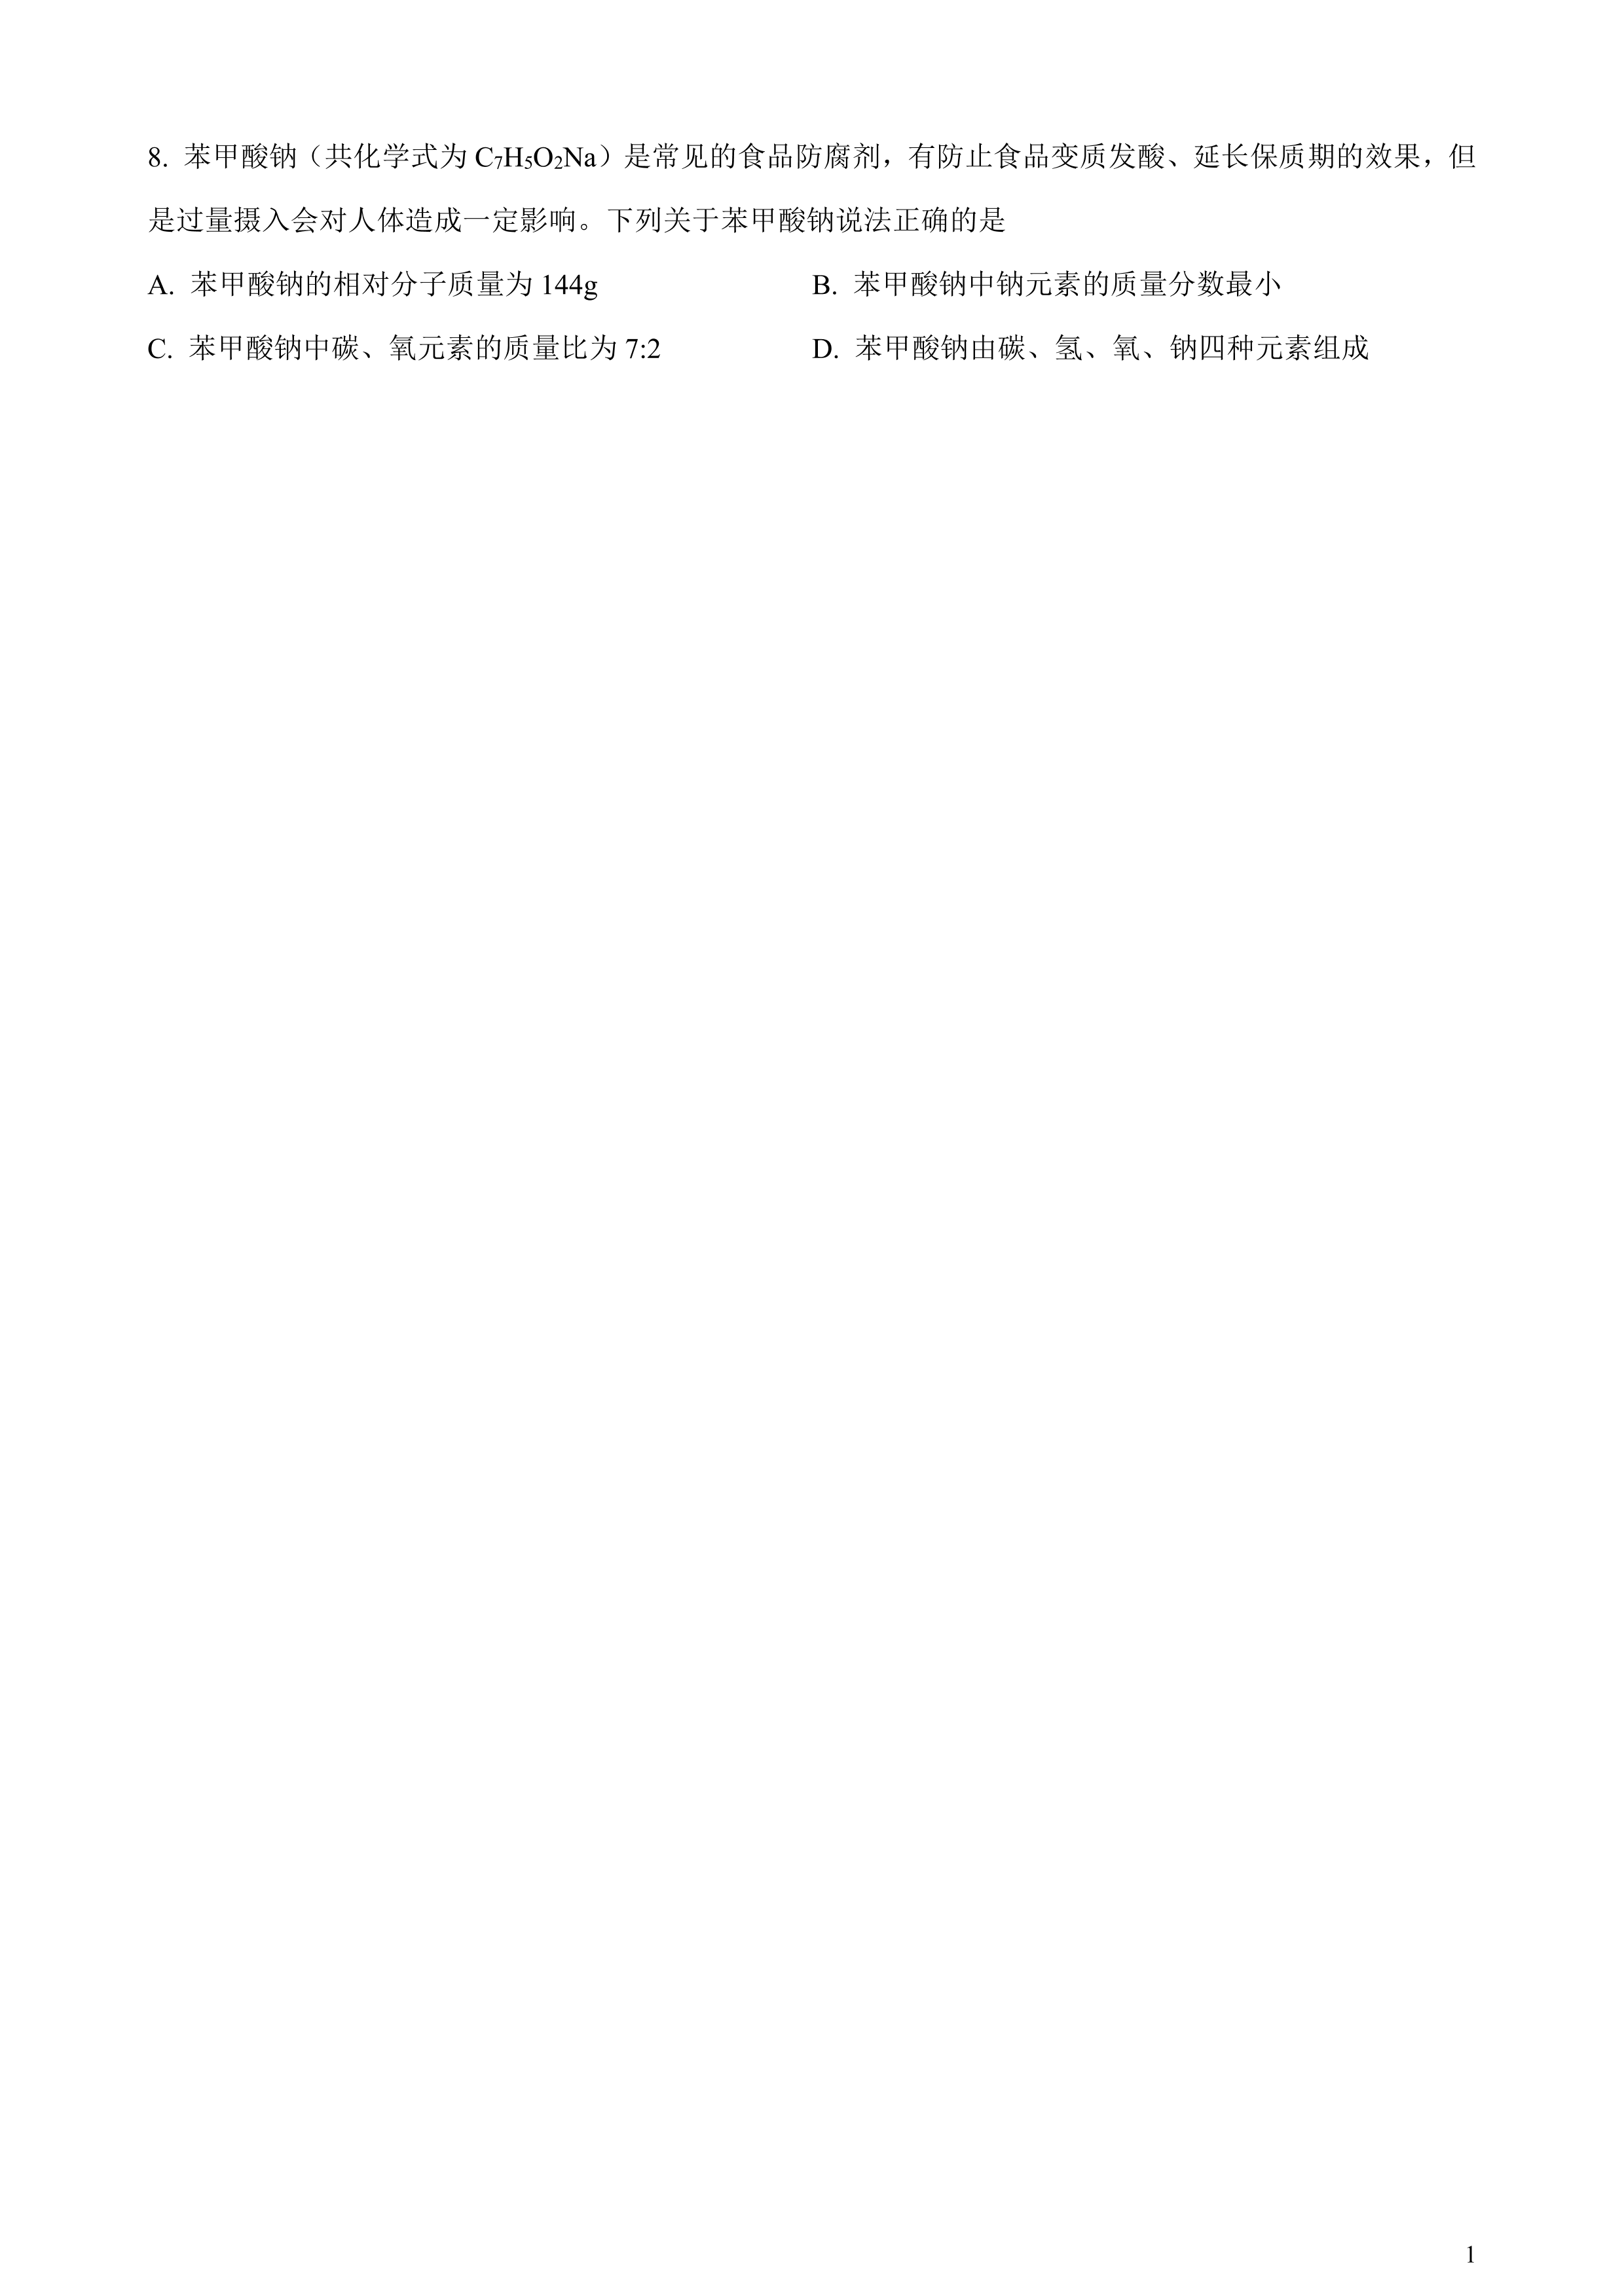 8. 苯甲酸钠（共化学式为 C₇H₅O₂Na）是常见的食品防腐剂，有防止食品变质发酸、延长保质期的效果，但
是过量摄入会对人体造成一定影响。下列关于苯甲酸钠说法正确的是
A. 苯甲酸钠的相对分子质量为 144g B. 苯甲酸钠中钠元素的质量分数最小
C. 苯甲酸钠中碳、氧元素的质量比为 7:2 D. 苯甲酸钠由碳、氢、氧、钠四种元素组成
1